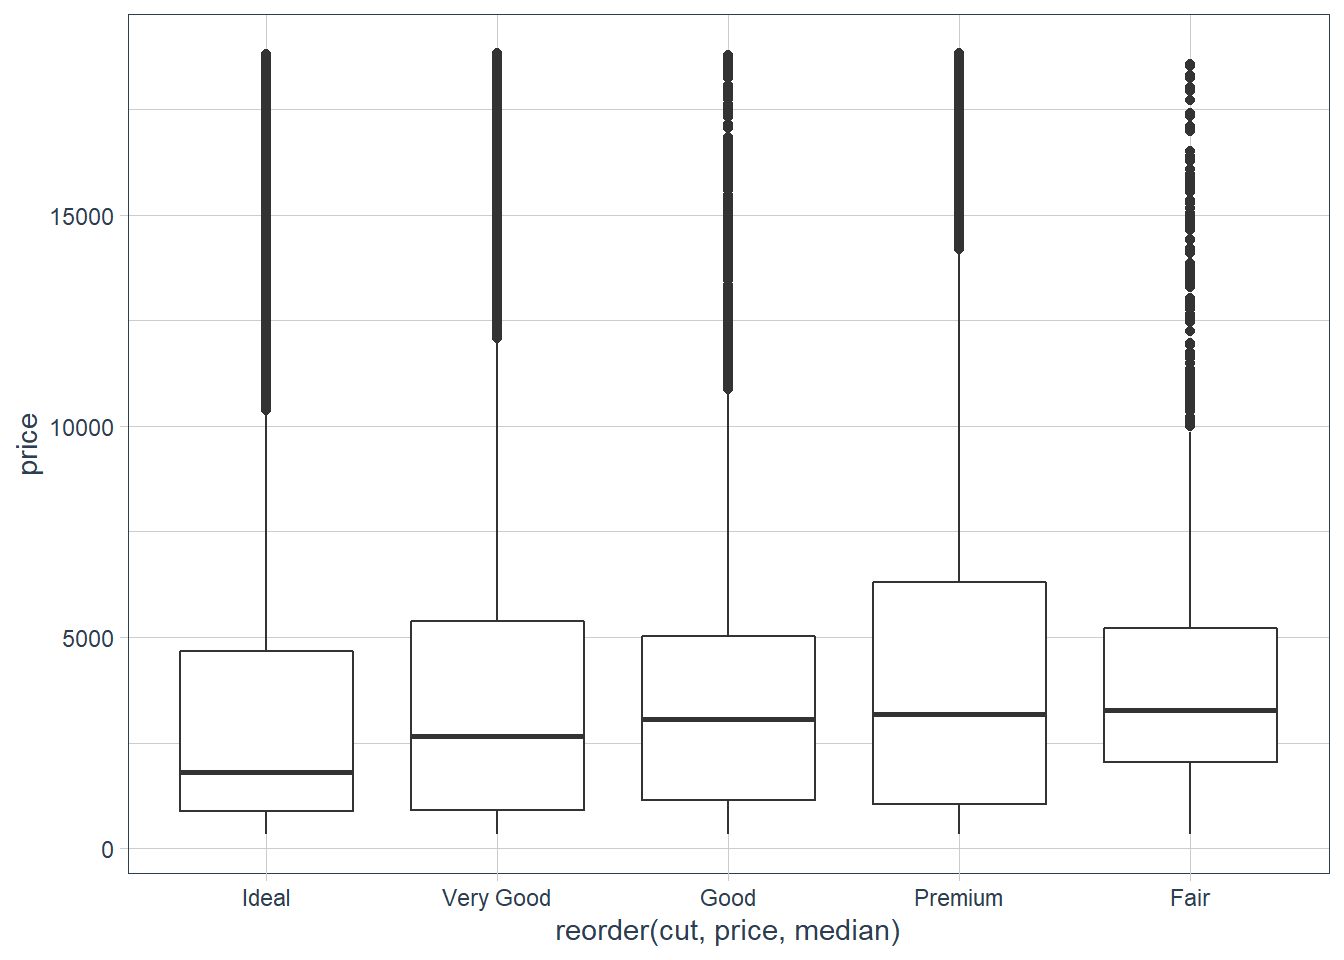 price
15000
10000
5000
0
Ideal Very Good Good Premium Fair
reorder(cut, price, median)